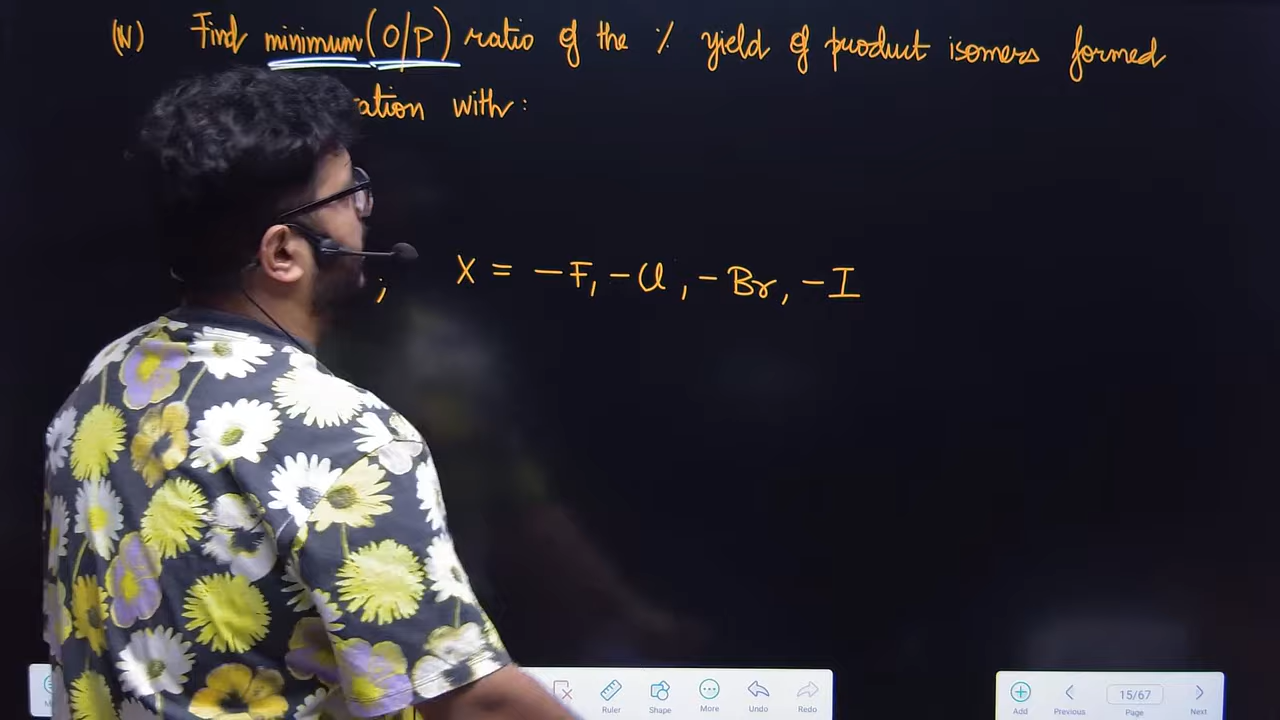 (N) Find minimum (O/P) ratio of the % yield of product isomers formed
ation with:
; X = -F, -Cl, -Br, -I
Ruler Shape More Undo Redo
Add Previous 15/67 Page Next